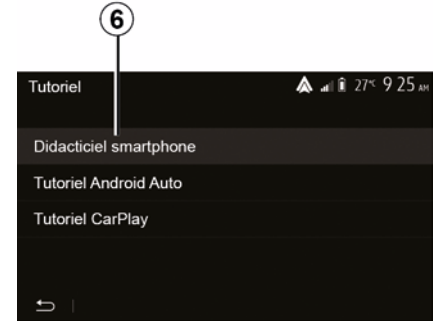 6
Tutoriel 27°C 9 25 AM
Didacticiel smartphone
Tutoriel Android Auto
Tutoriel CarPlay